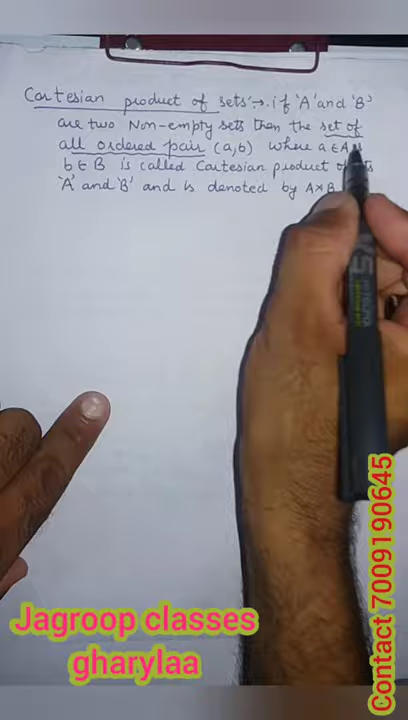 Cartesian product of sets:→ if 'A' and 'B'
are two Non-empty sets then the set of
all ordered pair (a,b) where a ∈ A
b ∈ B is called Cartesian product
'A' and 'B' and is denoted by A×B
Jagroop classes
gharylaa
Contact 7009190645